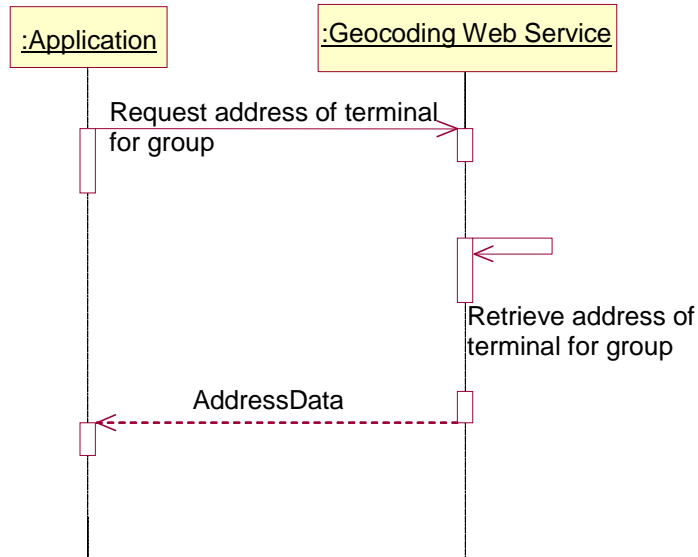 :Application
:Geocoding Web Service
Request address of terminal
for group
Retrieve address of
terminal for group
AddressData